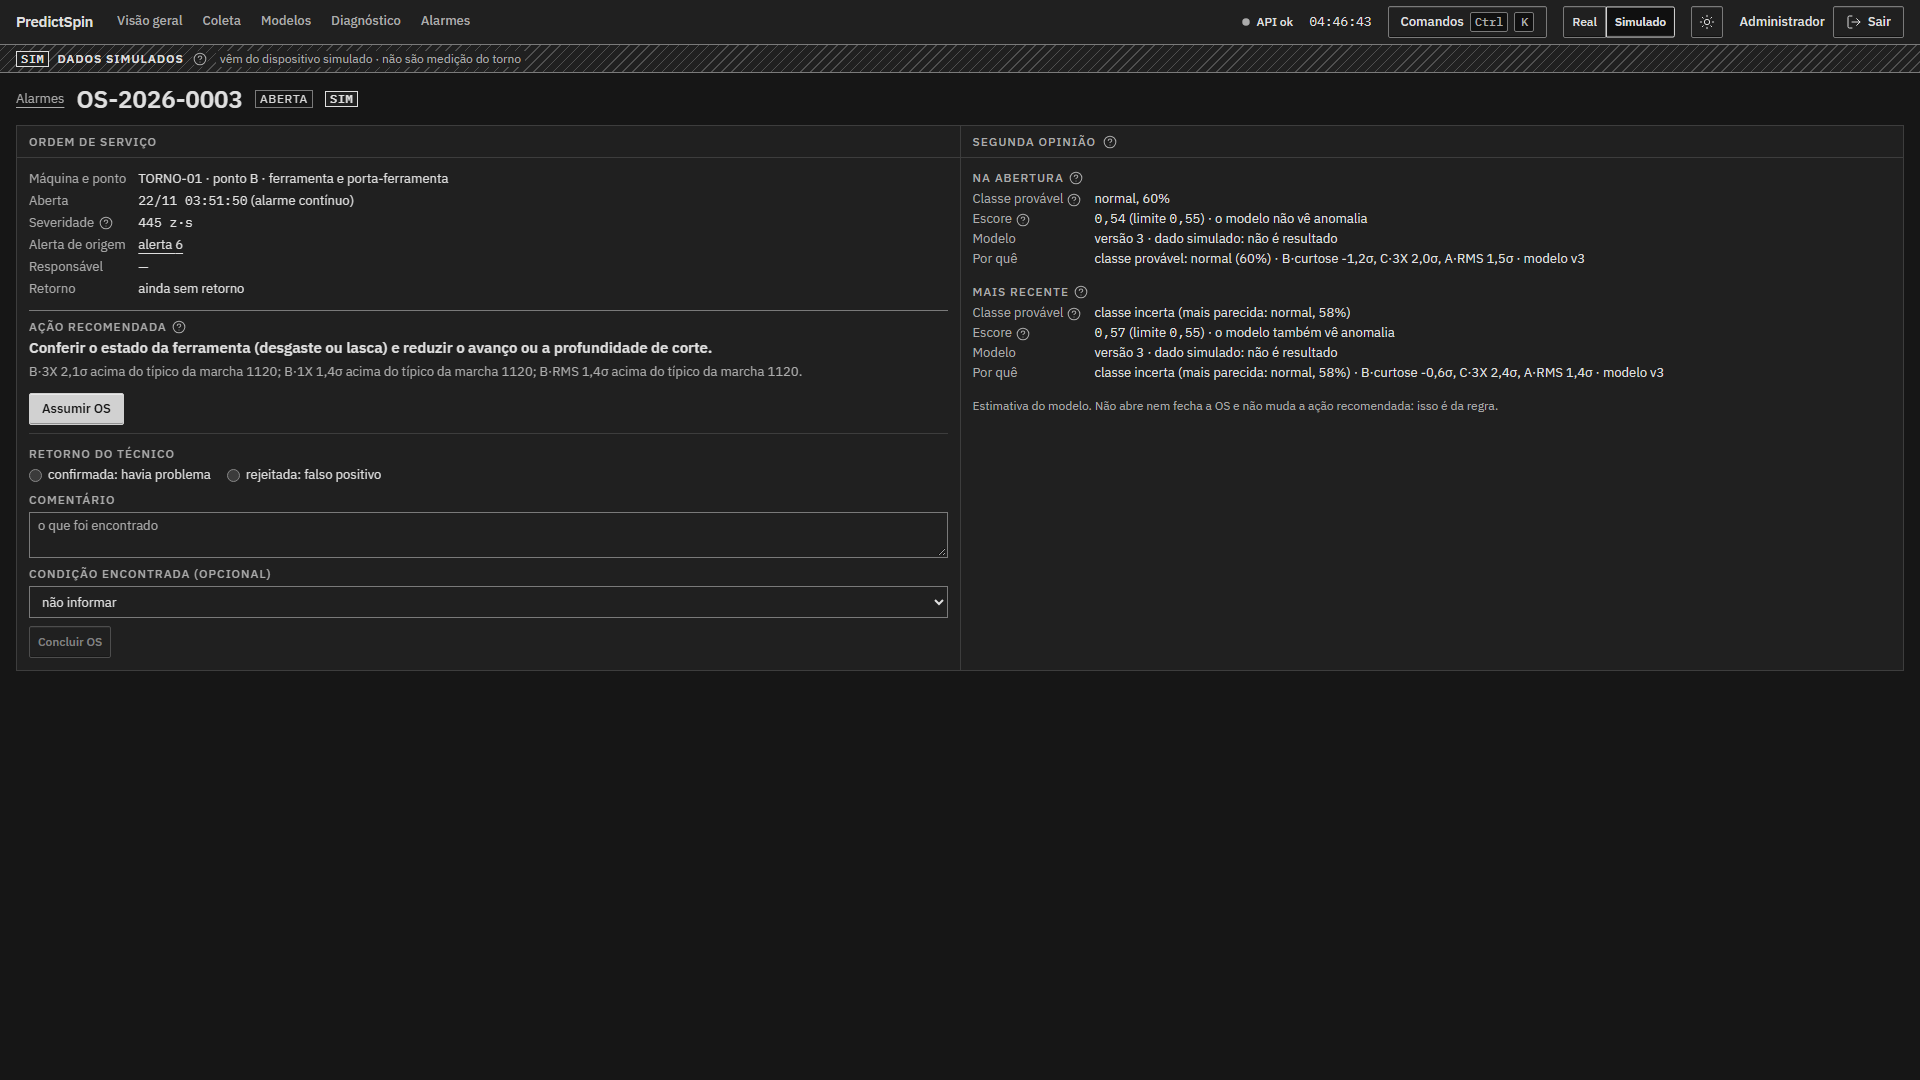 PredictSpin Visão geral Coleta Modelos Diagnóstico Alarmes API ok 04:46:43 Comandos Ctrl K Real Simulado Administrador Sair
SIM DADOS SIMULADOS ? vêm do dispositivo simulado · não são medição do torno
Alarmes OS-2026-0003 ABERTA SIM
ORDEM DE SERVIÇO
Máquina e ponto TORNO-01 · ponto B · ferramenta e porta-ferramenta
Aberta 22/11 03:51:50 (alarme contínuo)
Severidade ? 445 z·s
Alerta de origem alerta 6
Responsável —
Retorno ainda sem retorno
AÇÃO RECOMENDADA ?
Conferir o estado da ferramenta (desgaste ou lasca) e reduzir o avanço ou a profundidade de corte.
B·3X 2,1σ acima do típico da marcha 1120; B·1X 1,4σ acima do típico da marcha 1120; B·RMS 1,4σ acima do típico da marcha 1120.
Assumir OS
RETORNO DO TÉCNICO
confirmada: havia problema rejeitada: falso positivo
COMENTÁRIO
o que foi encontrado
CONDIÇÃO ENCONTRADA (OPCIONAL)
não informar
Concluir OS
SEGUNDA OPINIÃO ?
NA ABERTURA ?
Classe provável ? normal, 60%
Escore ? 0,54 (limite 0,55) · o modelo não vê anomalia
Modelo versão 3 · dado simulado: não é resultado
Por quê classe provável: normal (60%) · B·curtose -1,2σ, C·3X 2,0σ, A·RMS 1,5σ · modelo v3
MAIS RECENTE ?
Classe provável ? classe incerta (mais parecida: normal, 58%)
Escore ? 0,57 (limite 0,55) · o modelo também vê anomalia
Modelo versão 3 · dado simulado: não é resultado
Por quê classe incerta (mais parecida: normal, 58%) · B·curtose -0,6σ, C·3X 2,4σ, A·RMS 1,4σ · modelo v3
Estimativa do modelo. Não abre nem fecha a OS e não muda a ação recomendada: isso é da regra.